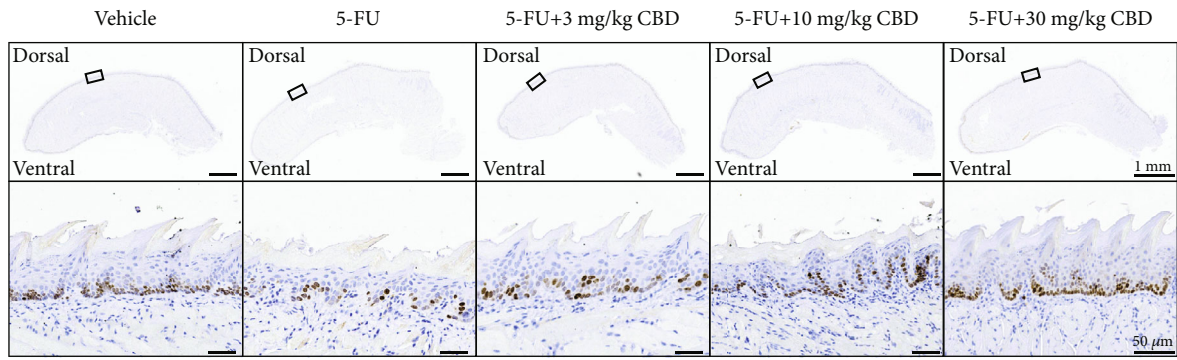 Vehicle 5-FU 5-FU+3 mg/kg CBD 5-FU+10 mg/kg CBD 5-FU+30 mg/kg CBD
Dorsal Dorsal Dorsal Dorsal Dorsal
Ventral Ventral Ventral Ventral Ventral 1 mm
50 μm